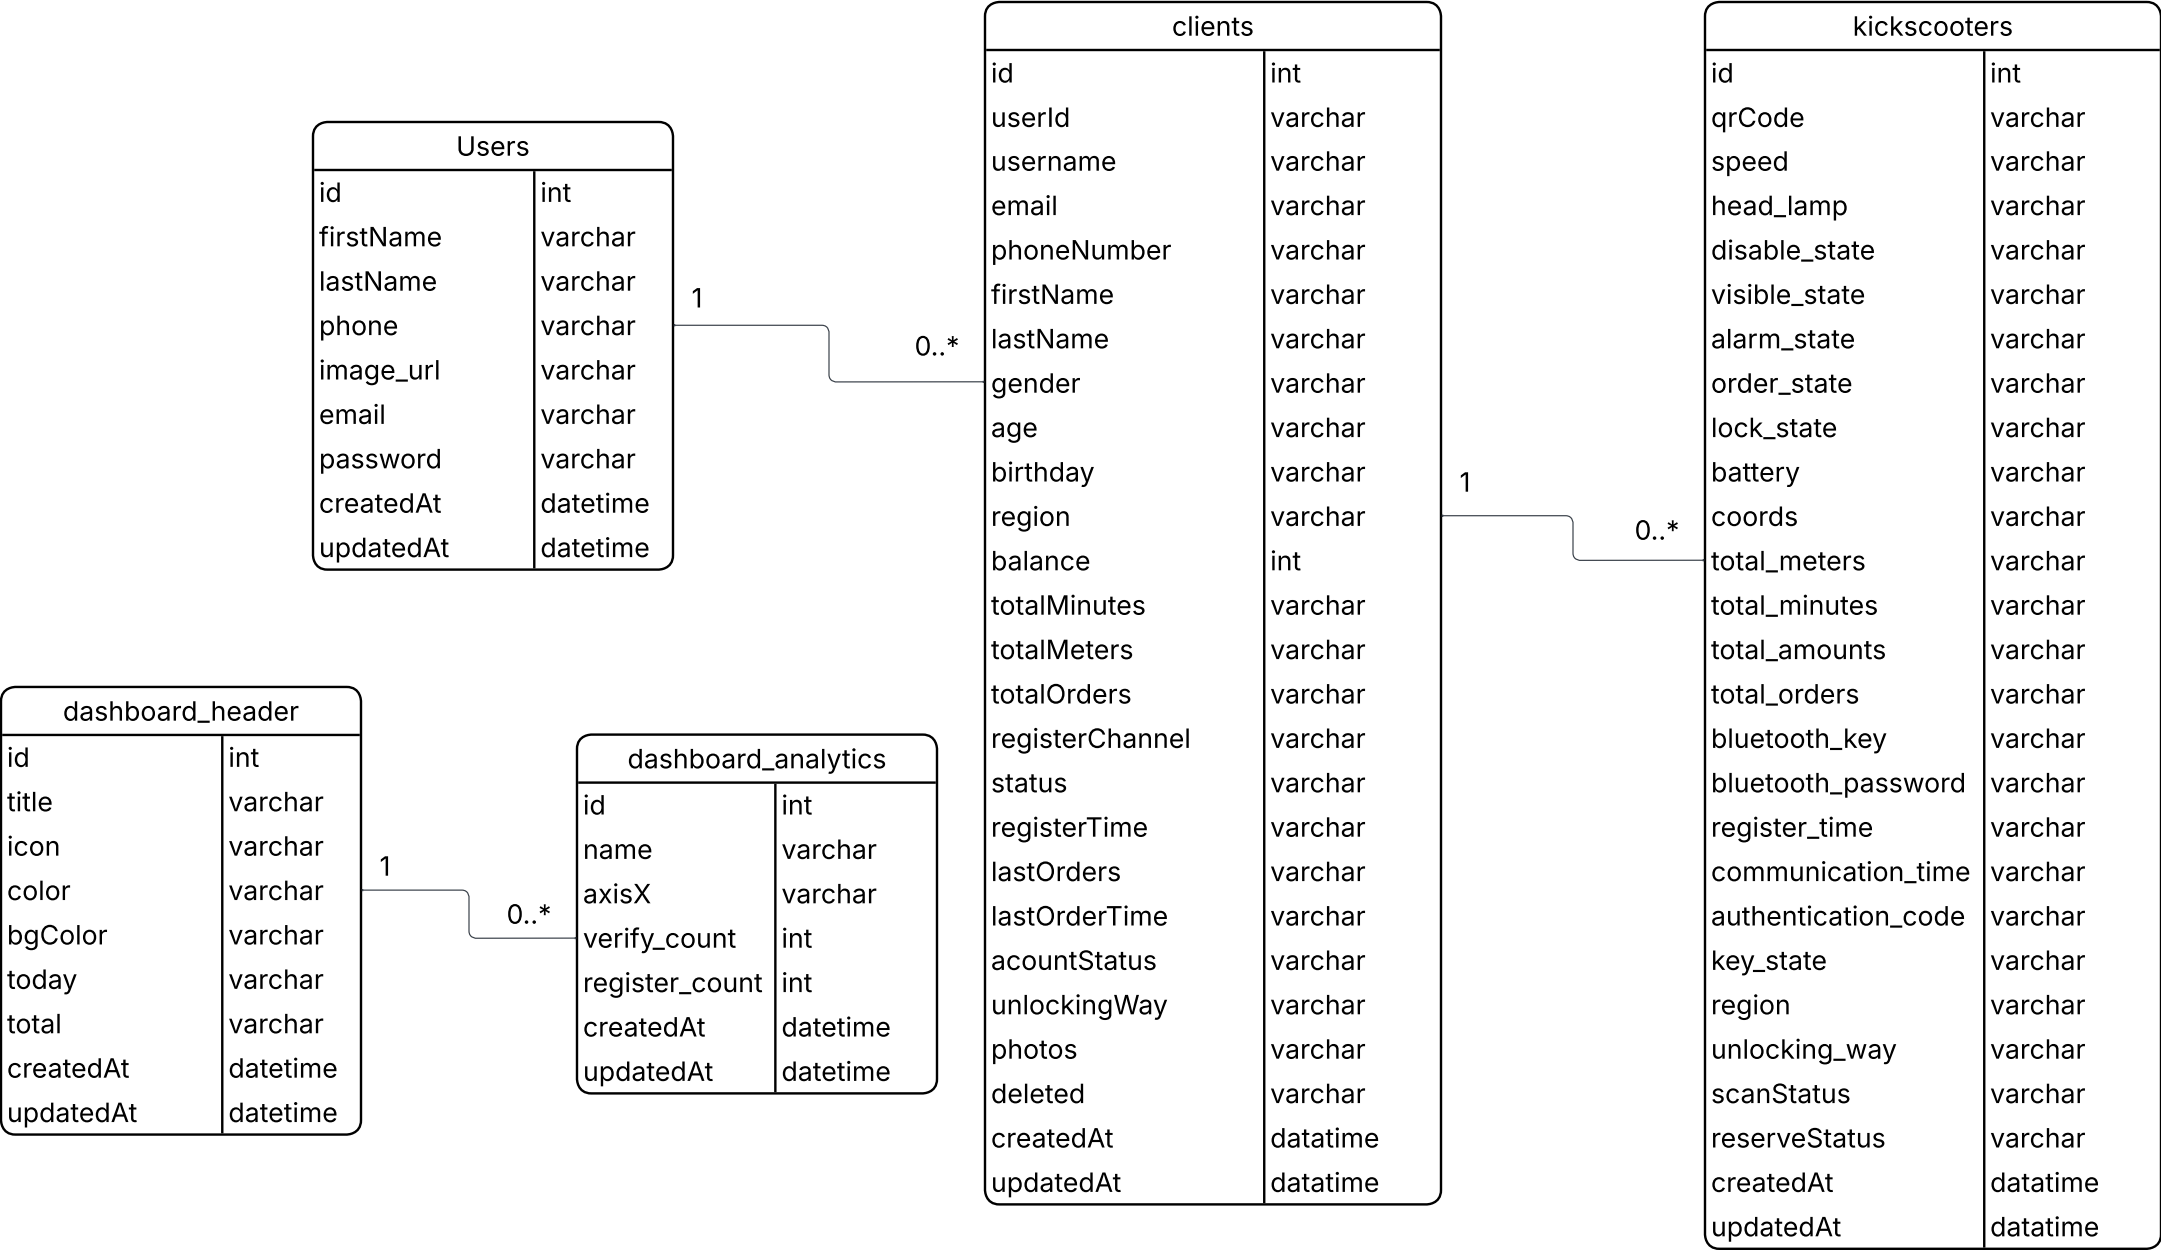 Users
id int
firstName varchar
lastName varchar
phone varchar
image_url varchar
email varchar
password varchar
createdAt datetime
updatedAt datetime
1
0..*
clients
id int
userId varchar
username varchar
email varchar
phoneNumber varchar
firstName varchar
lastName varchar
gender varchar
age varchar
birthday varchar
region varchar
balance int
totalMinutes varchar
totalMeters varchar
totalOrders varchar
registerChannel varchar
status varchar
registerTime varchar
lastOrders varchar
lastOrderTime varchar
acountStatus varchar
unlockingWay varchar
photos varchar
deleted varchar
createdAt datatime
updatedAt datatime
1
0..*
kickscooters
id int
qrCode varchar
speed varchar
head_lamp varchar
disable_state varchar
visible_state varchar
alarm_state varchar
order_state varchar
lock_state varchar
battery varchar
coords varchar
total_meters varchar
total_minutes varchar
total_amounts varchar
total_orders varchar
bluetooth_key varchar
bluetooth_password varchar
register_time varchar
communication_time varchar
authentication_code varchar
key_state varchar
region varchar
unlocking_way varchar
scanStatus varchar
reserveStatus varchar
createdAt datatime
updatedAt datatime
dashboard_header
id int
title varchar
icon varchar
color varchar
bgColor varchar
today varchar
total varchar
createdAt datetime
updatedAt datetime
1
0..*
dashboard_analytics
id int
name varchar
axisX varchar
verify_count int
register_count int
createdAt datetime
updatedAt datetime